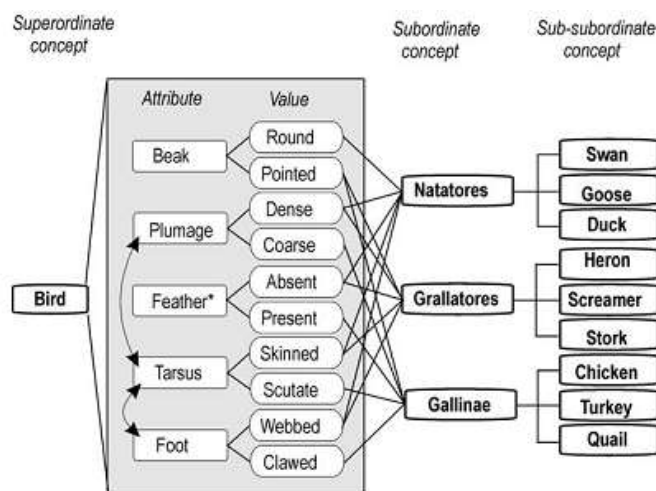 Superordinate
concept
Subordinate
concept
Sub-subordinate
concept
Attribute
Value
Bird
Beak
Round
Pointed
Plumage
Dense
Coarse
Feather*
Absent
Present
Tarsus
Skinned
Scutate
Foot
Webbed
Clawed
Natatores
Swan
Goose
Duck
Grallatores
Heron
Screamer
Stork
Gallinae
Chicken
Turkey
Quail